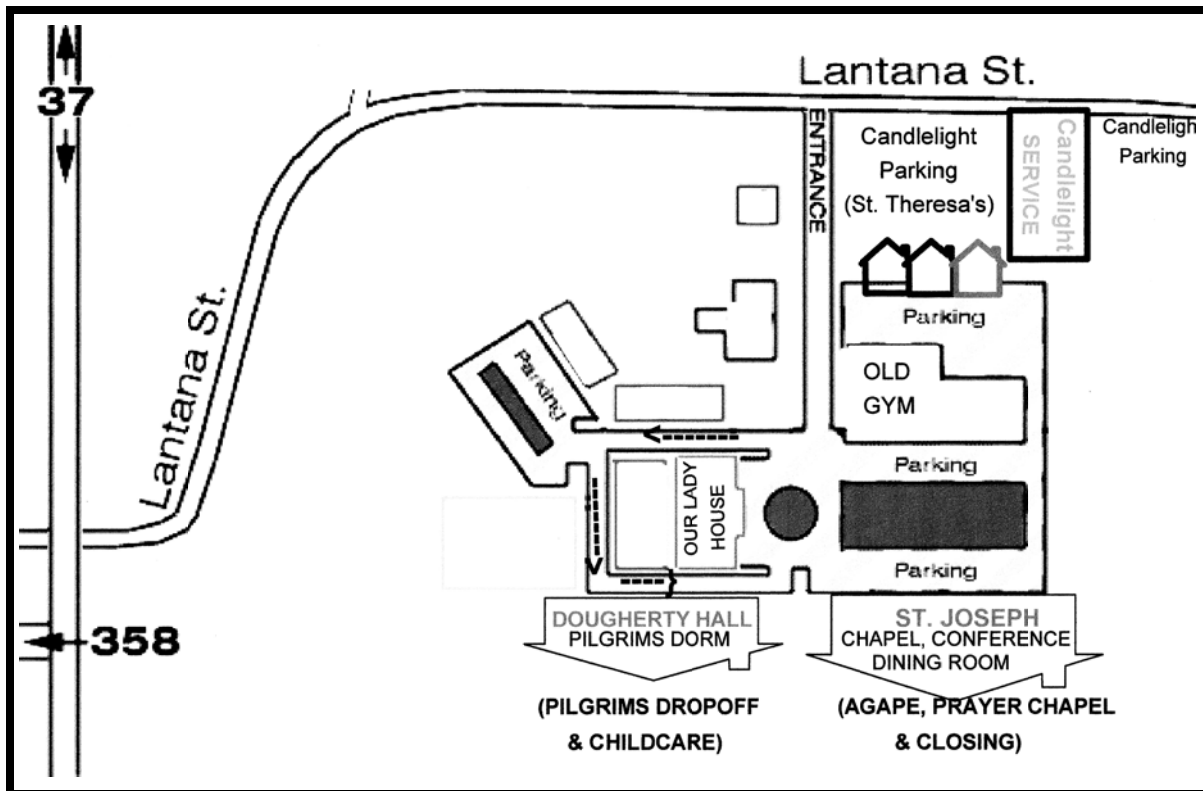 Lantana St.
37
ENTRANCE
Candlelight
Parking
(St. Theresa's)
Candlelight
SERVICE
Candleligh
Parking
Lantana St.
Parking
Parking
OLD
GYM
Parking
OUR LADY
HOUSE
Parking
358
DOUGHERTY HALL
PILGRIMS DORM
ST. JOSEPH
CHAPEL, CONFERENCE
DINING ROOM
(PILGRIMS DROPOFF
& CHILDCARE)
(AGAPE, PRAYER CHAPEL
& CLOSING)